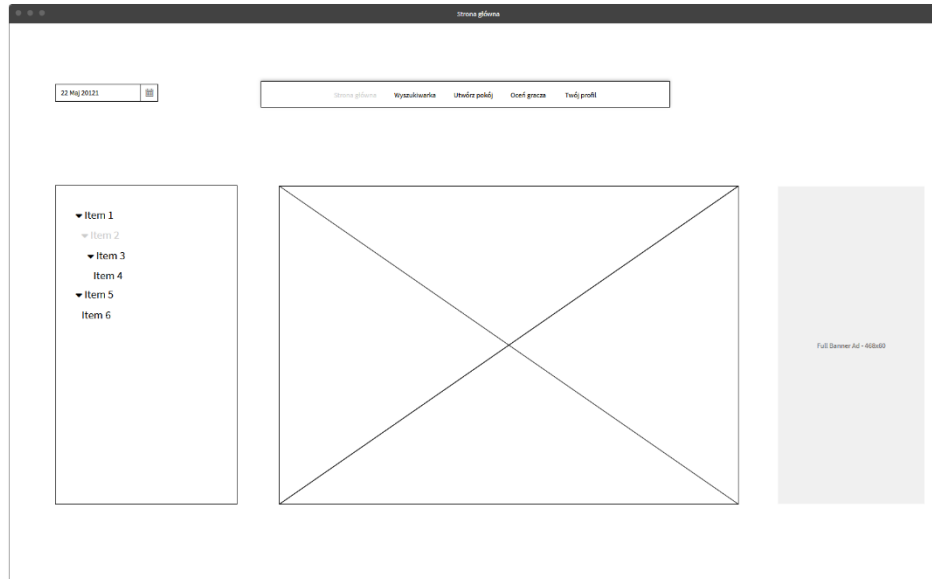 Strona główna
22 Maj 20121
Strona główna Wyszukiwarka Utwórz pokój Oceń gracza Twój profil
Item 1
Item 2
Item 3
Item 4
Item 5
Item 6
Full Banner Ad - 468x60